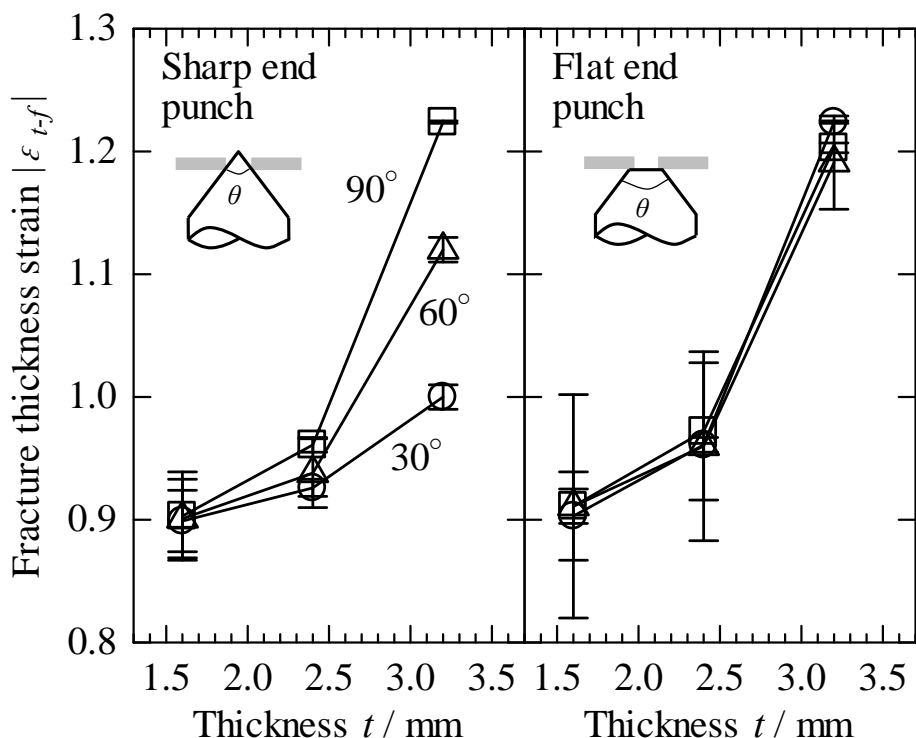 Fracture thickness strain |ε t-f|
1.3
1.2
1.1
1.0
0.9
0.8
Sharp end
punch
θ
90°
60°
30°
1.5 2.0 2.5 3.0 3.5
Thickness t / mm
Flat end
punch
θ
1.5 2.0 2.5 3.0 3.5
Thickness t / mm